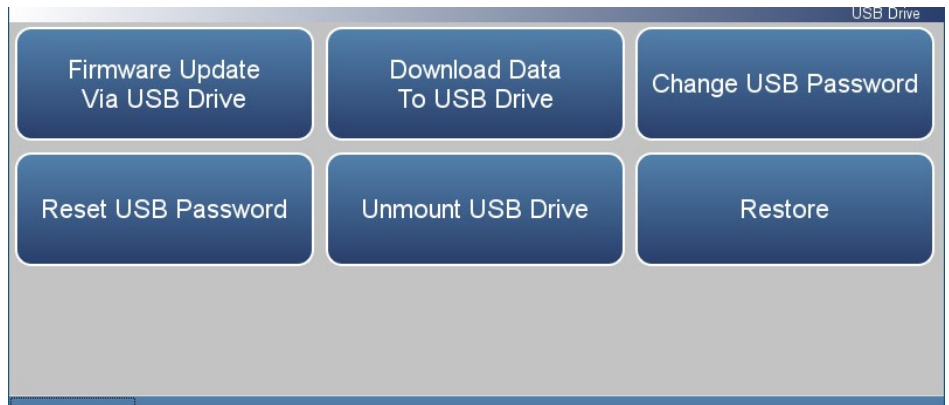 USB Drive
Firmware Update
Via USB Drive
Download Data
To USB Drive
Change USB Password
Reset USB Password
Unmount USB Drive
Restore